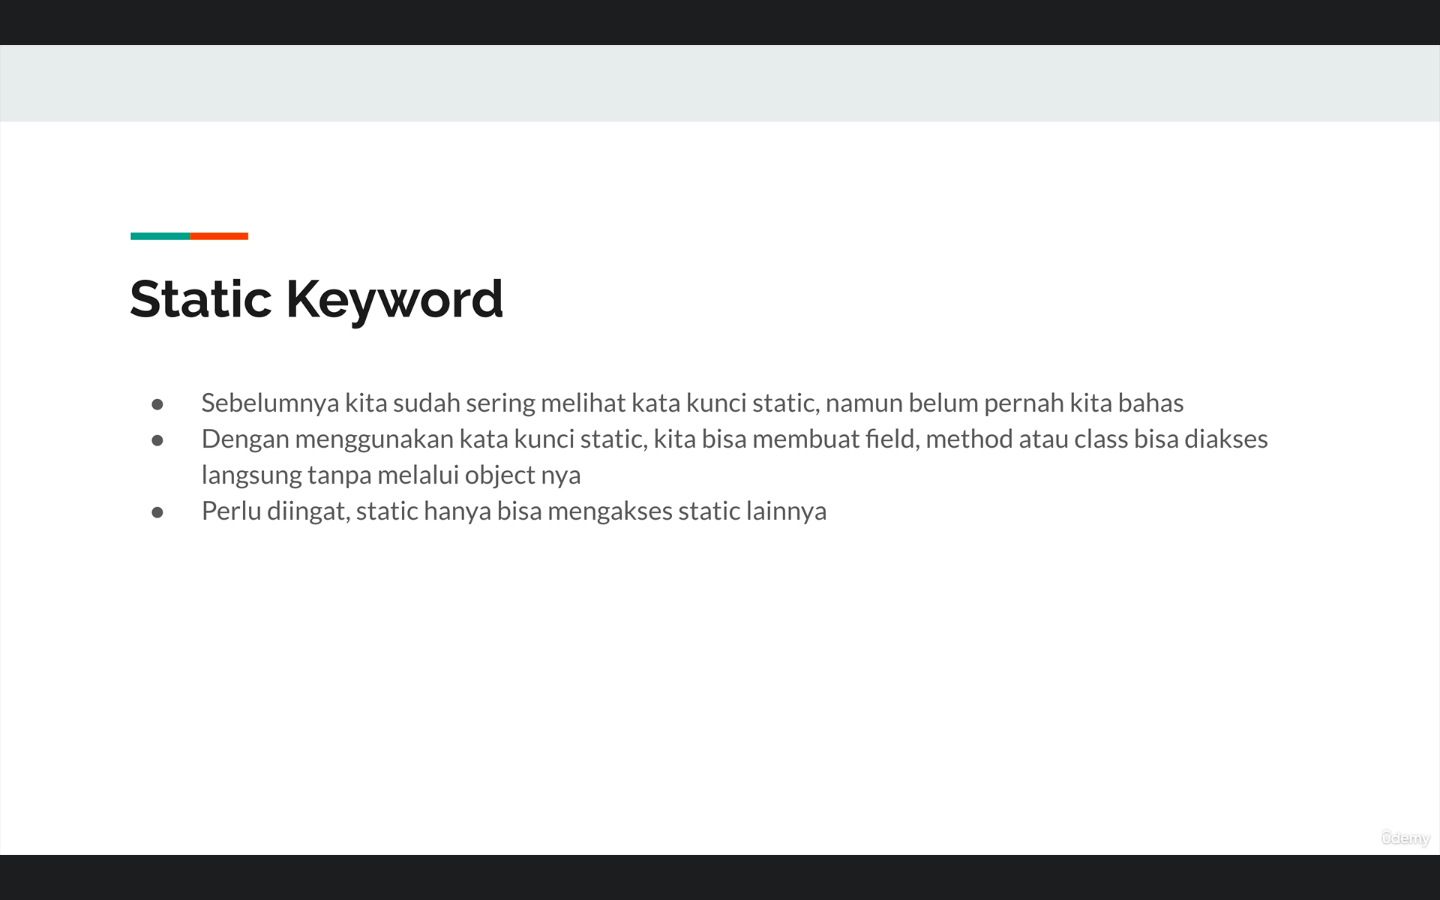 Static Keyword
● Sebelumnya kita sudah sering melihat kata kunci static, namun belum pernah kita bahas
● Dengan menggunakan kata kunci static, kita bisa membuat field, method atau class bisa diakses
langsung tanpa melalui object nya
● Perlu diingat, static hanya bisa mengakses static lainnya
ûdemy